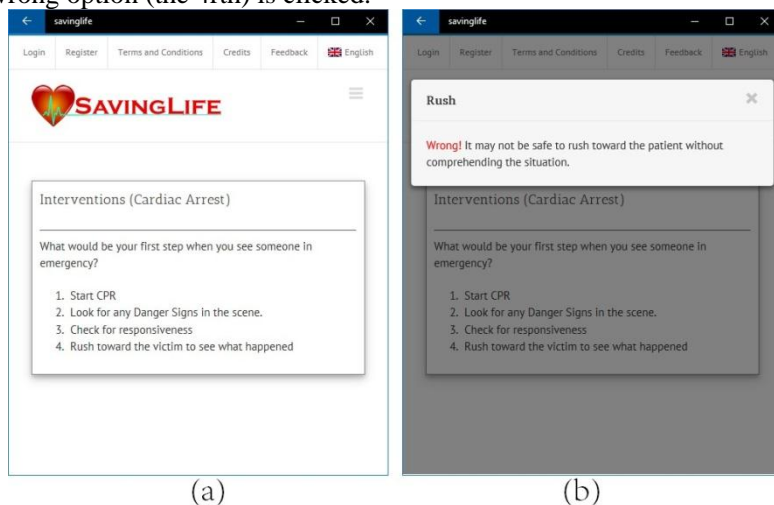 wrong option (the 4rth) is clicked.
savinglife
Login Register Terms and Conditions Credits Feedback English
SAVINGLIFE
Interventions (Cardiac Arrest)
What would be your first step when you see someone in
emergency?
1. Start CPR
2. Look for any Danger Signs in the scene.
3. Check for responsiveness
4. Rush toward the victim to see what happened
(a)
savinglife
Login Register Terms and Conditions Credits Feedback English
Rush
Wrong! It may not be safe to rush toward the patient without
comprehending the situation.
Interventions (Cardiac Arrest)
What would be your first step when you see someone in
emergency?
1. Start CPR
2. Look for any Danger Signs in the scene.
3. Check for responsiveness
4. Rush toward the victim to see what happened
(b)